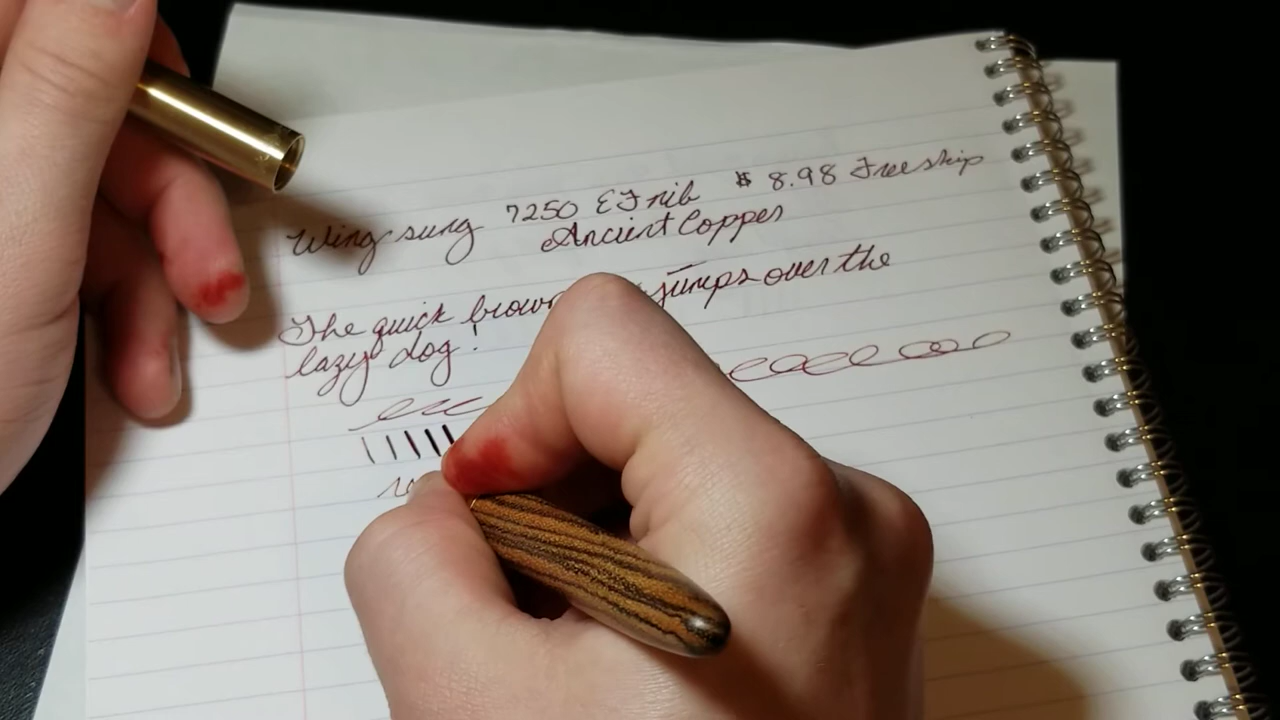 Wing sung 7250 EF nib $ 8.98 Free ship
Ancient Copper
The quick brown jumps over the
lazy dog!